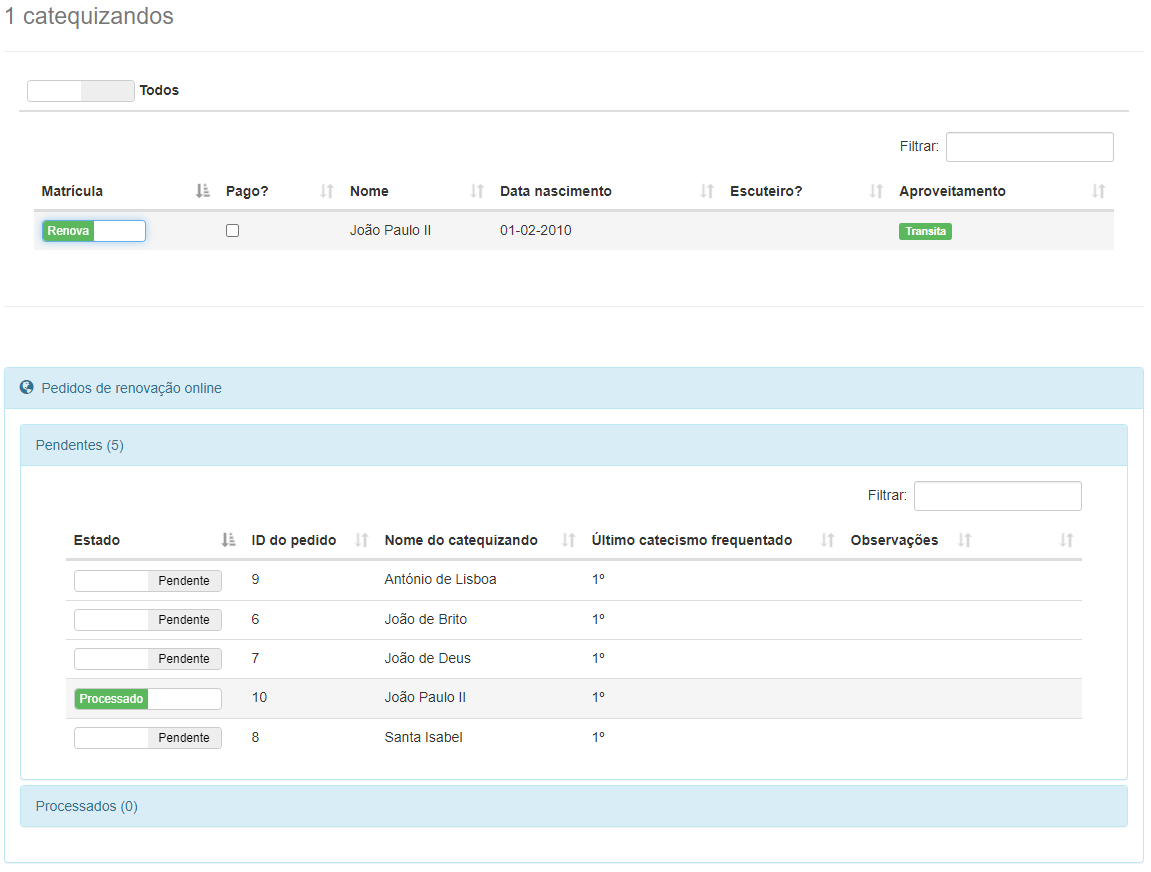 1 catequizandos
Todos
Filtrar:
Matrícula Pago? Nome Data nascimento Escuteiro? Aproveitamento
Renova João Paulo II 01-02-2010 Transita
Pedidos de renovação online
Pendentes (5)
Filtrar:
Estado ID do pedido Nome do catequizando Último catecismo frequentado Observações
Pendente 9 António de Lisboa 1º
Pendente 6 João de Brito 1º
Pendente 7 João de Deus 1º
Processado 10 João Paulo II 1º
Pendente 8 Santa Isabel 1º
Processados (0)